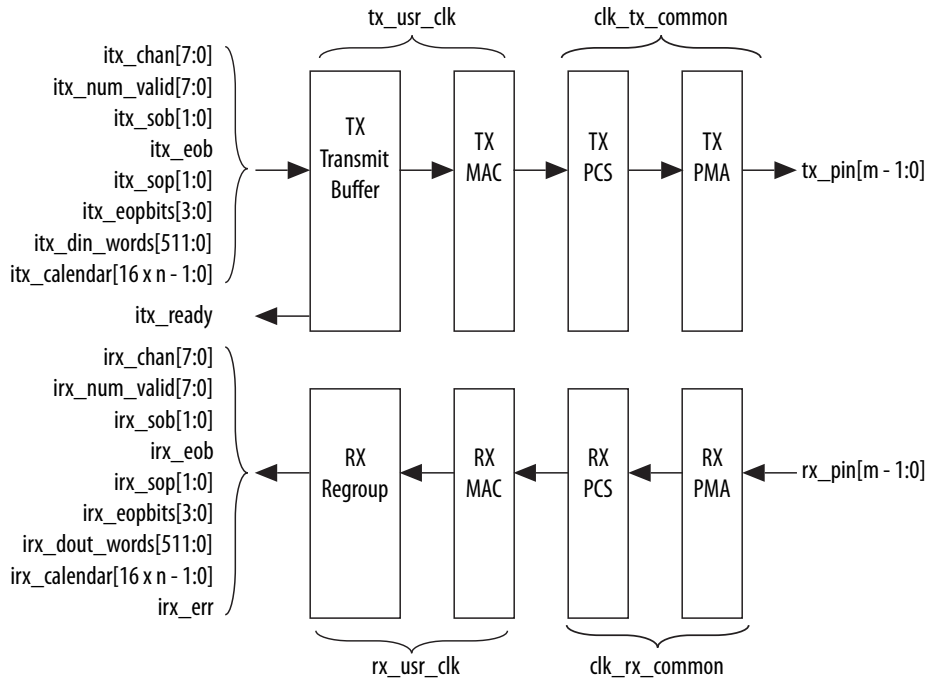 tx_usr_clk
clk_tx_common
itx_chan[7:0]
itx_num_valid[7:0]
itx_sob[1:0]
itx_eob
itx_sop[1:0]
itx_eopbits[3:0]
itx_din_words[511:0]
itx_calendar[16 x n - 1:0]
itx_ready
TX
Transmit
Buffer
TX
MAC
TX
PCS
TX
PMA
tx_pin[m - 1:0]
irx_chan[7:0]
irx_num_valid[7:0]
irx_sob[1:0]
irx_eob
irx_sop[1:0]
irx_eopbits[3:0]
irx_dout_words[511:0]
irx_calendar[16 x n - 1:0]
irx_err
RX
Regroup
RX
MAC
RX
PCS
RX
PMA
rx_pin[m - 1:0]
rx_usr_clk
clk_rx_common